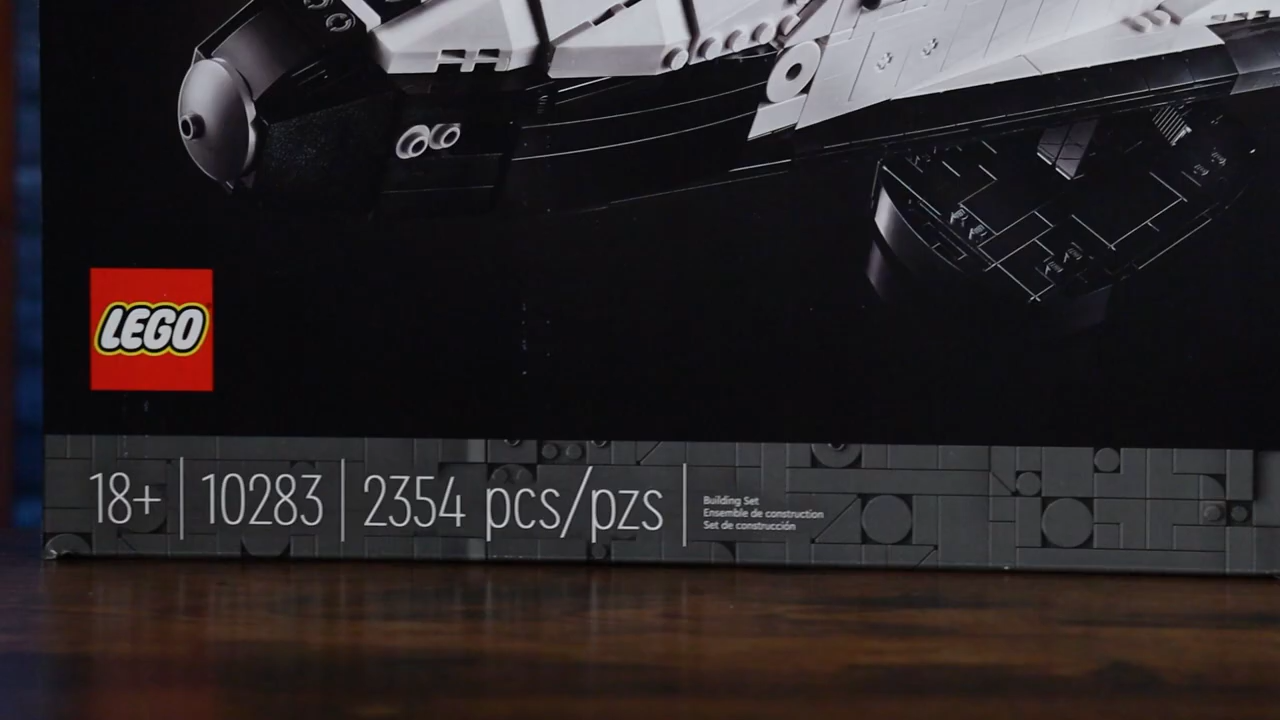 LEGO
18+ | 10283 | 2354 pcs/pzs
Building Set
Ensemble de construction
Set de construcción